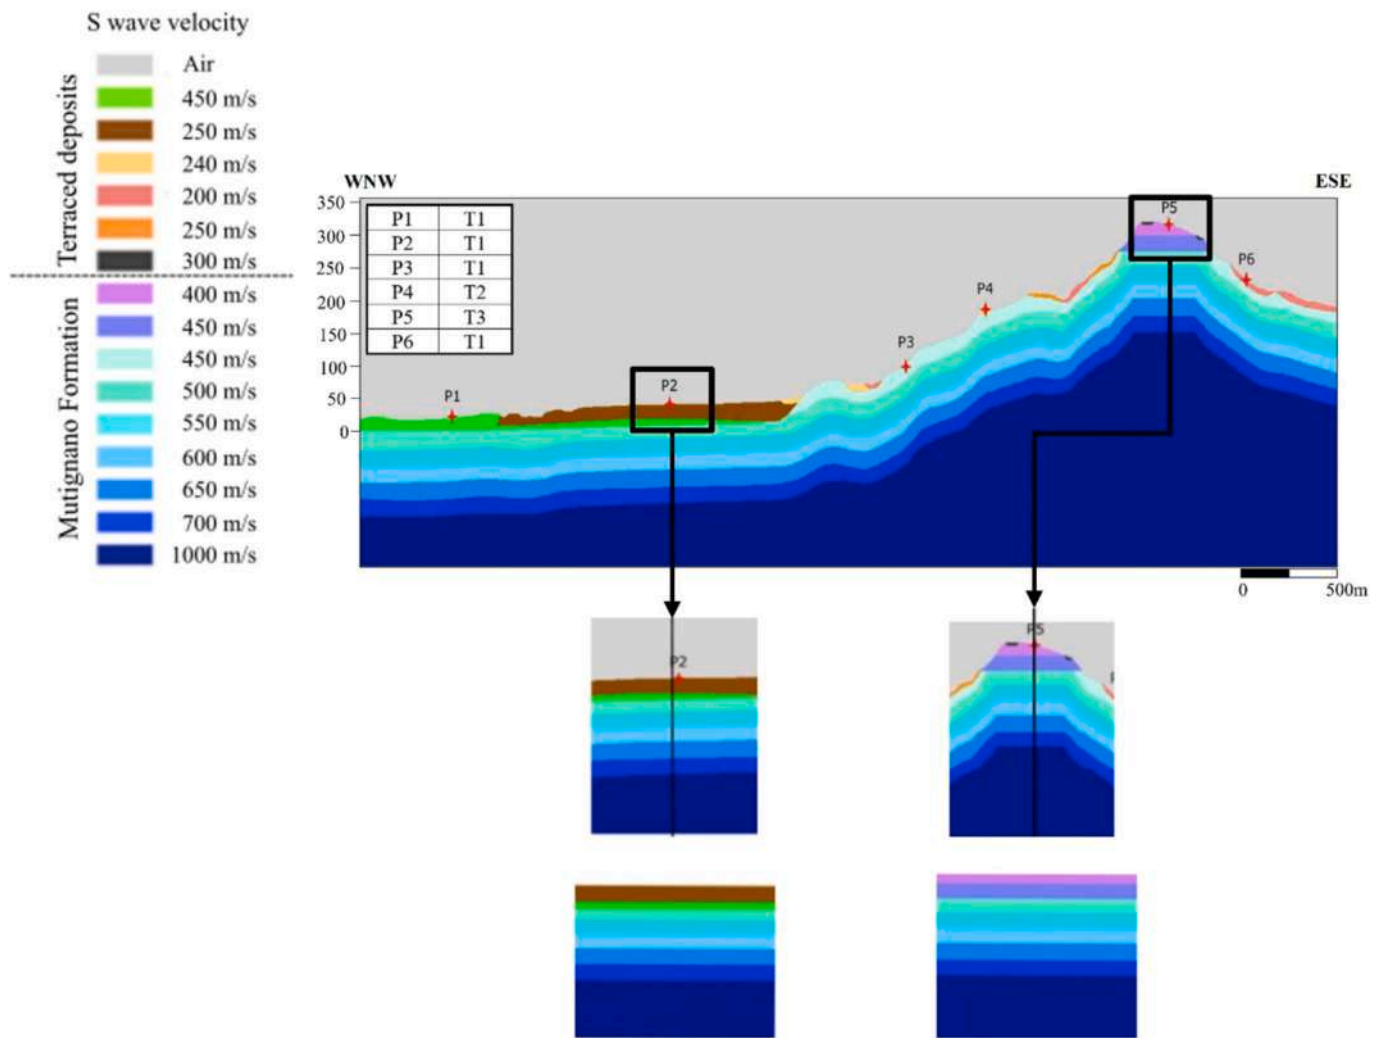 S wave velocity
Terraced deposits
Air
450 m/s
250 m/s
240 m/s
200 m/s
250 m/s
300 m/s
Mutignano Formation
400 m/s
450 m/s
450 m/s
500 m/s
550 m/s
600 m/s
650 m/s
700 m/s
1000 m/s
WNW
ESE
350
300
250
200
150
100
50
0
P1 T1
P2 T1
P3 T1
P4 T2
P5 T3
P6 T1
P1
P2
P3
P4
P5
P6
0 500m
P2
P5